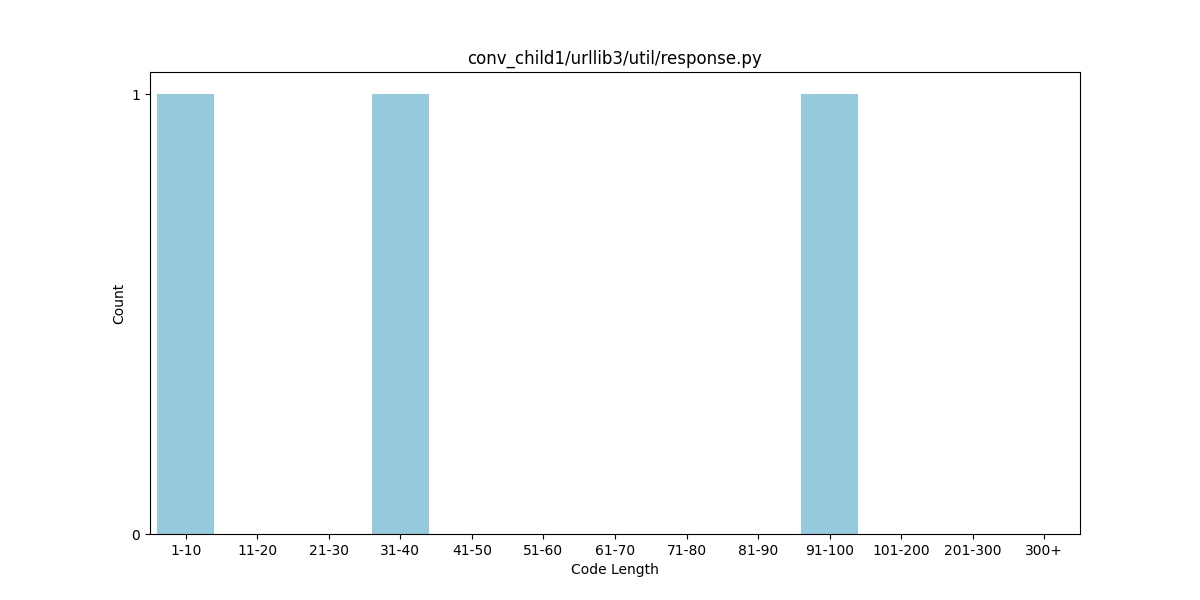 conv_child1/urllib3/util/response.py
Count
1
0
1-10 11-20 21-30 31-40 41-50 51-60 61-70 71-80 81-90 91-100 101-200 201-300 300+
Code Length